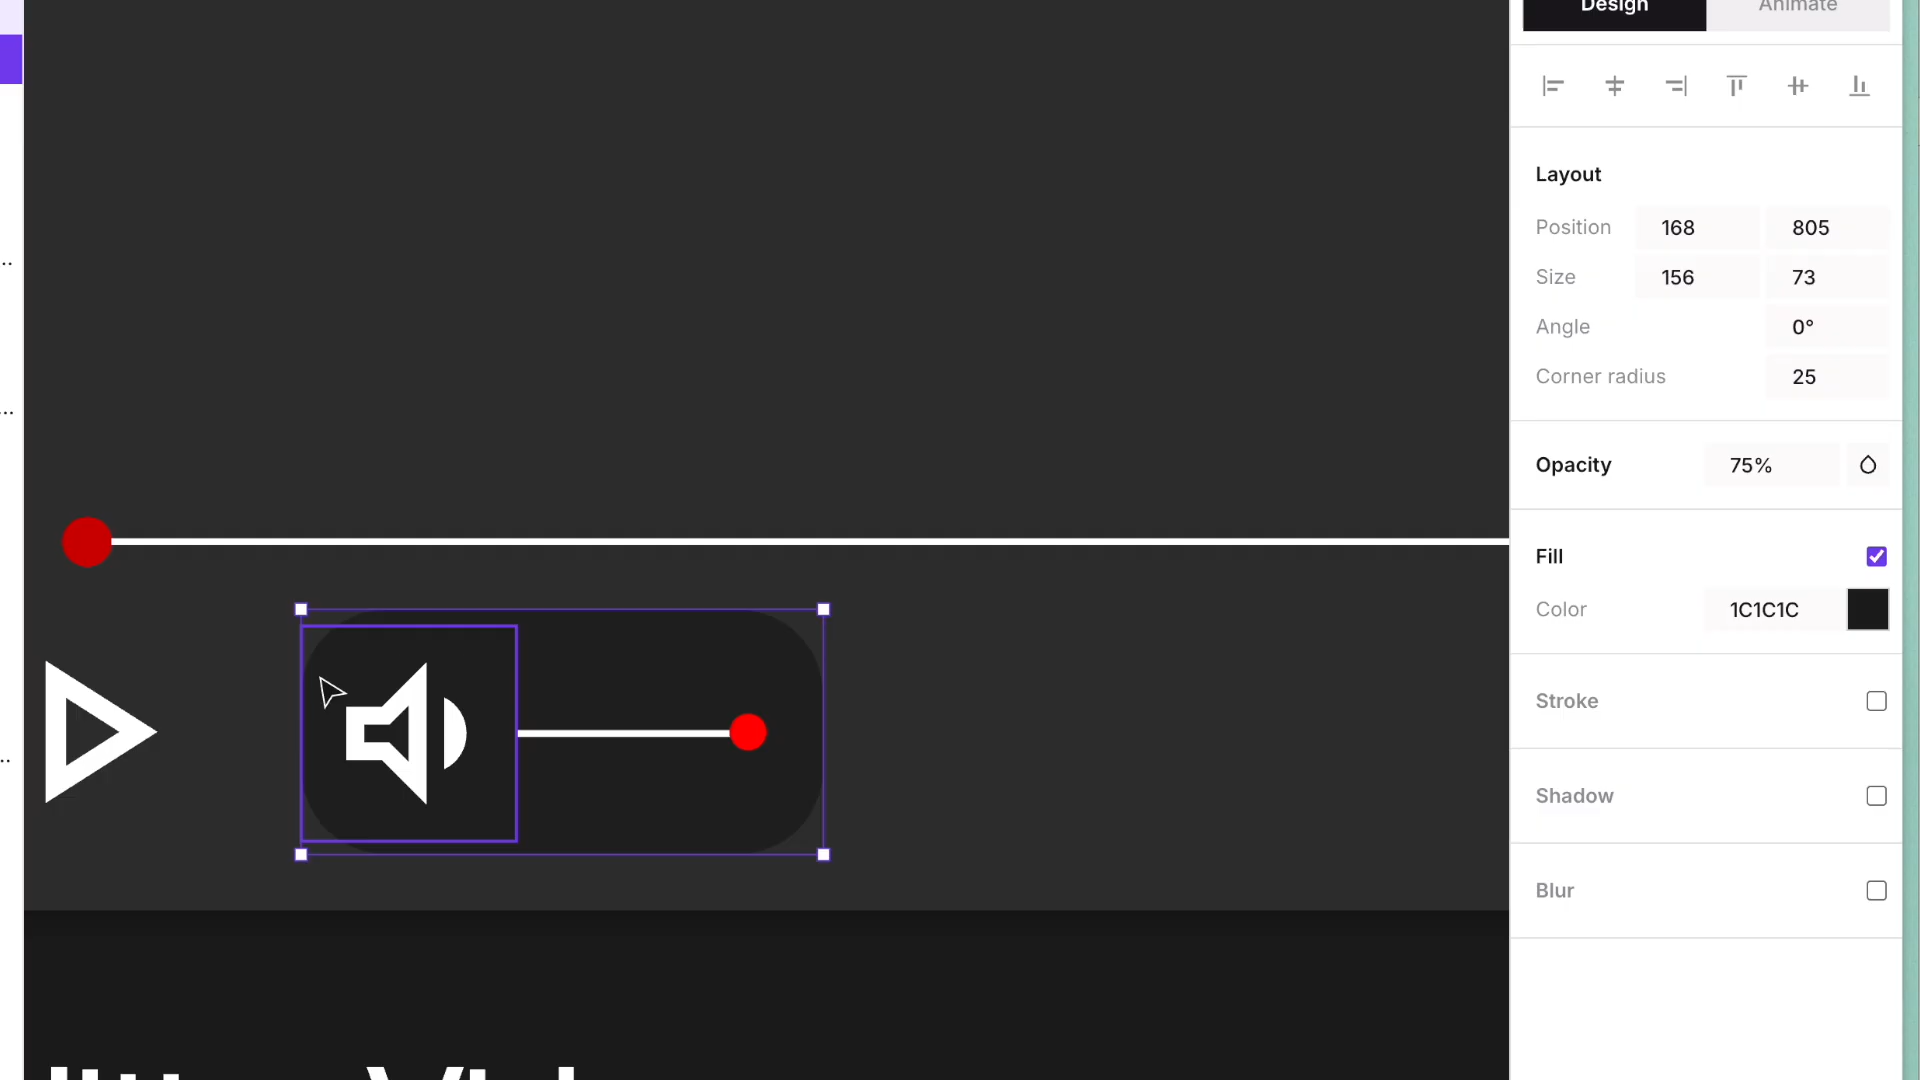 Design Animate
Layout
Position 168 805
Size 156 73
Angle 0°
Corner radius 25
Opacity 75%
Fill
Color 1C1C1C
Stroke
Shadow
Blur